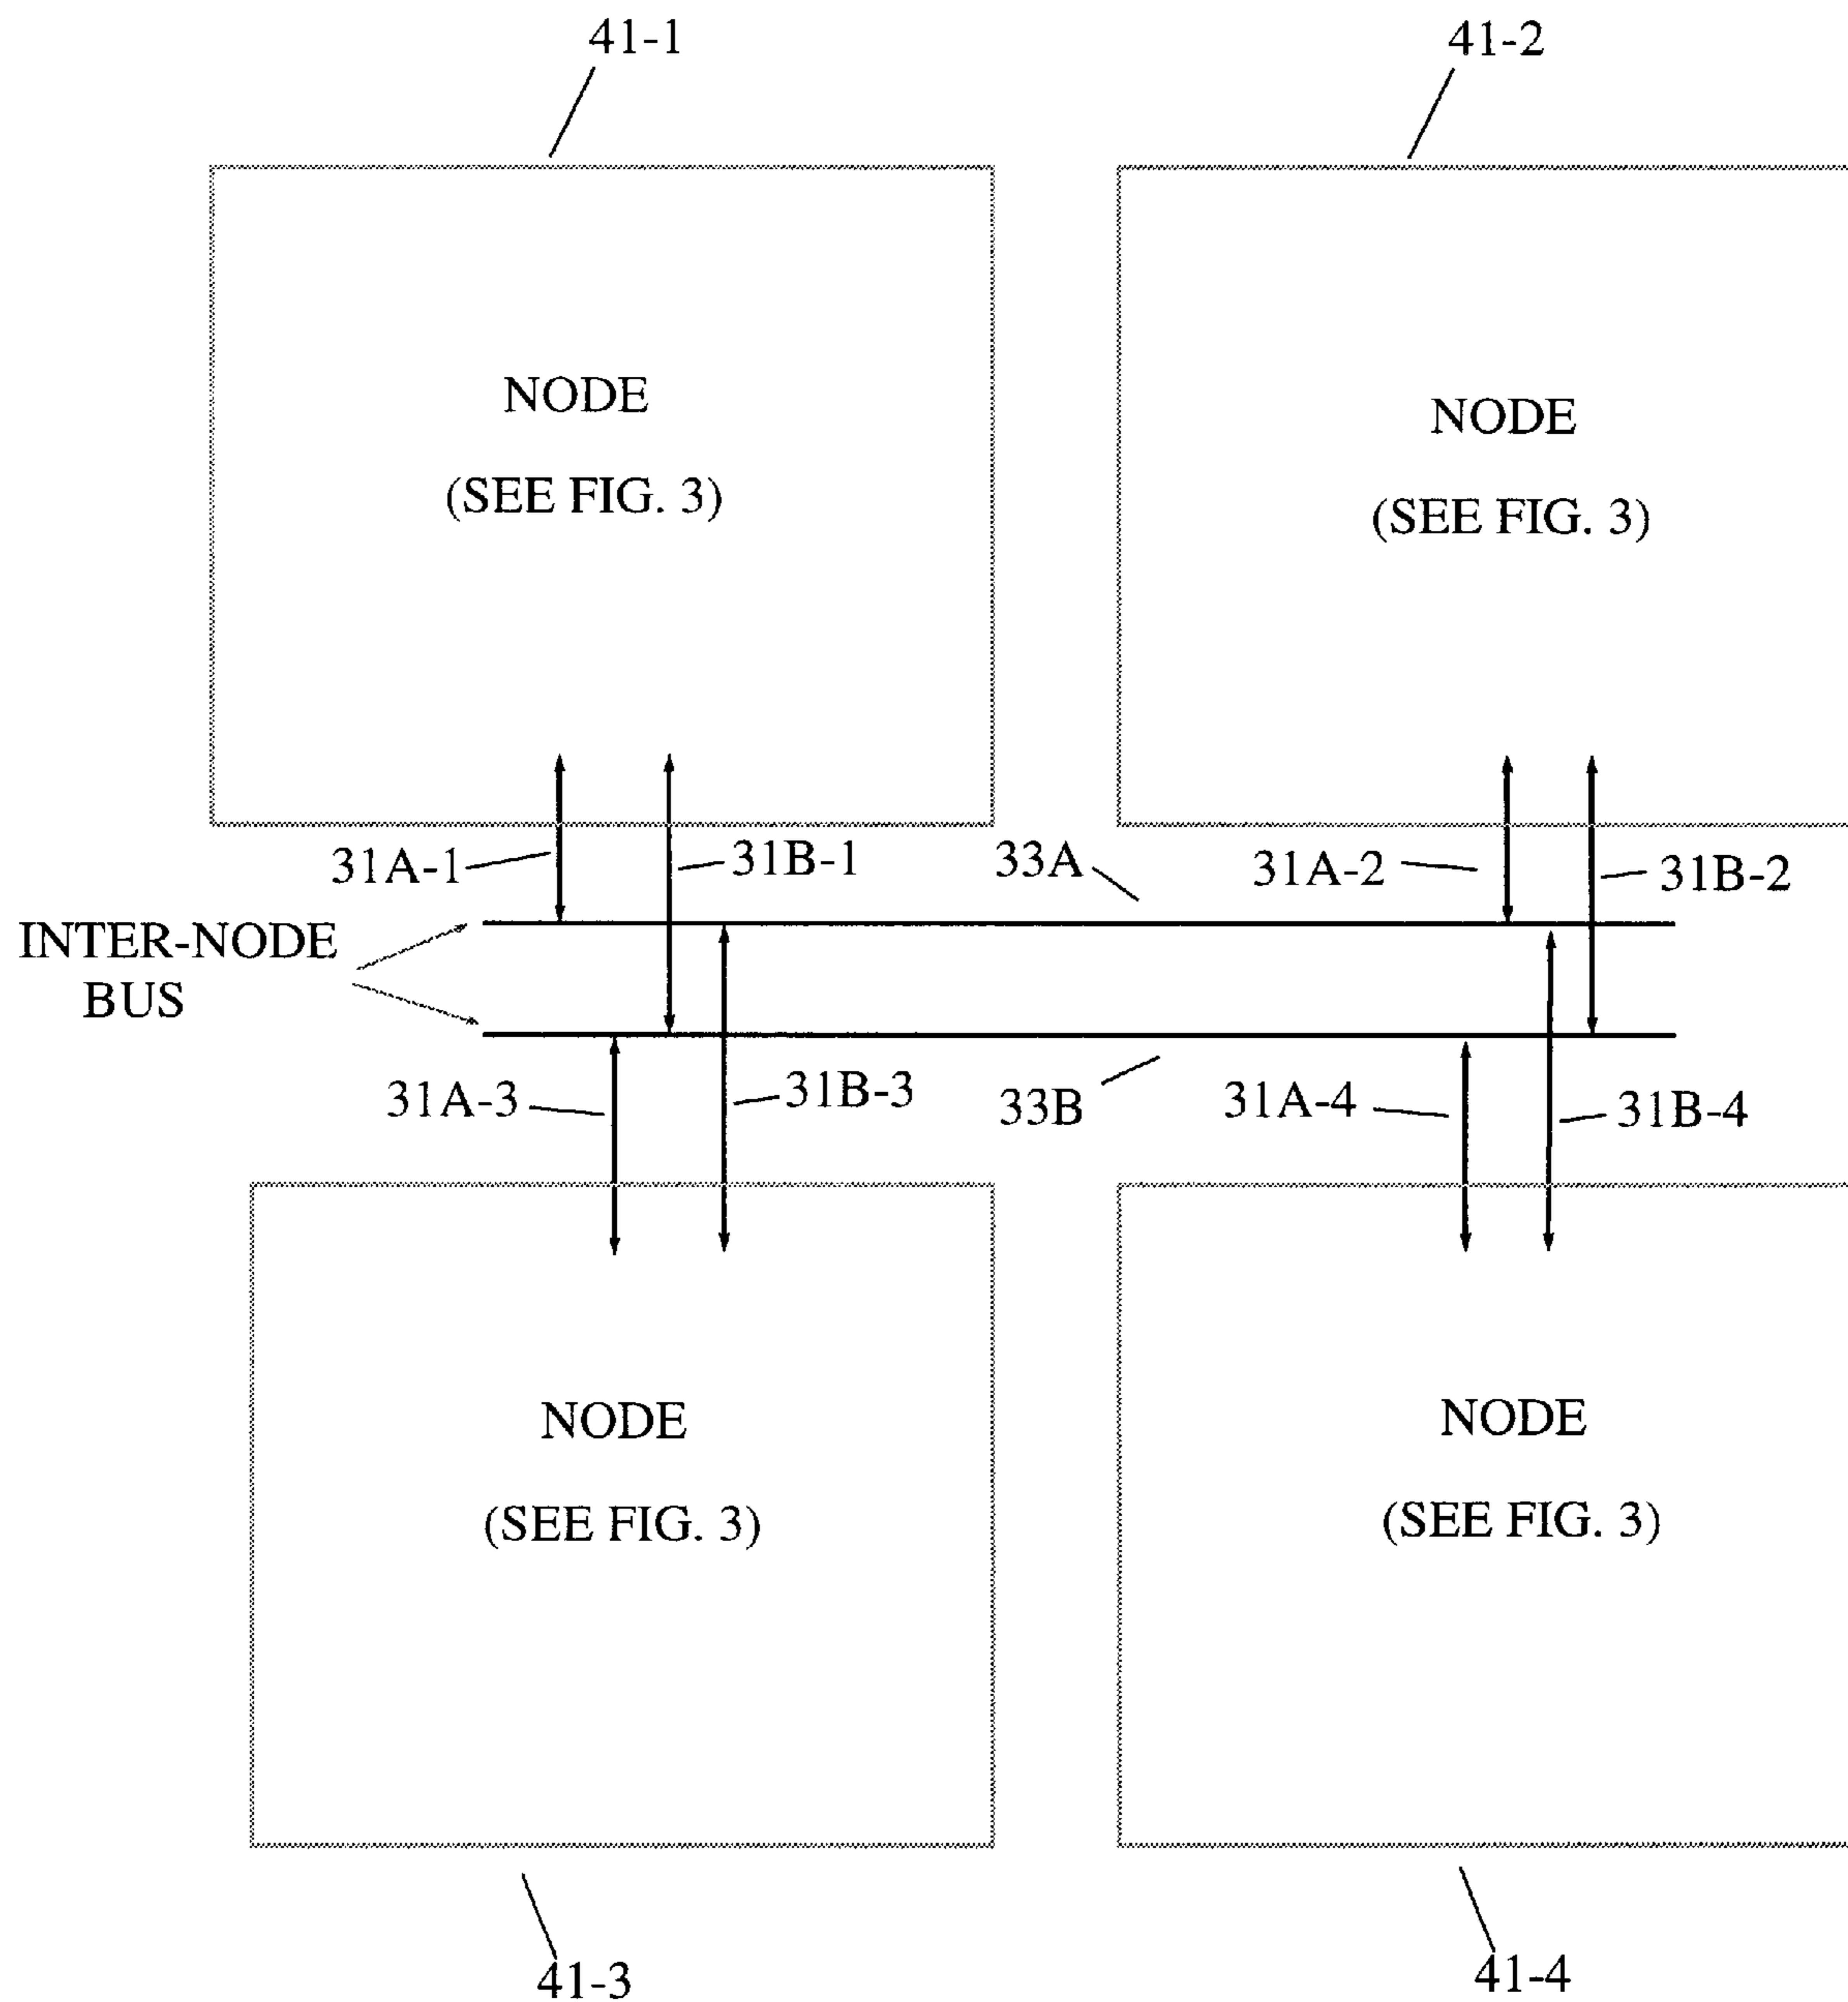 41-1
41-2
NODE
(SEE FIG. 3)
NODE
(SEE FIG. 3)
31A-1
31B-1
33A
31A-2
31B-2
INTER-NODE
BUS
31A-3
31B-3
33B
31A-4
31B-4
NODE
(SEE FIG. 3)
NODE
(SEE FIG. 3)
41-3
41-4